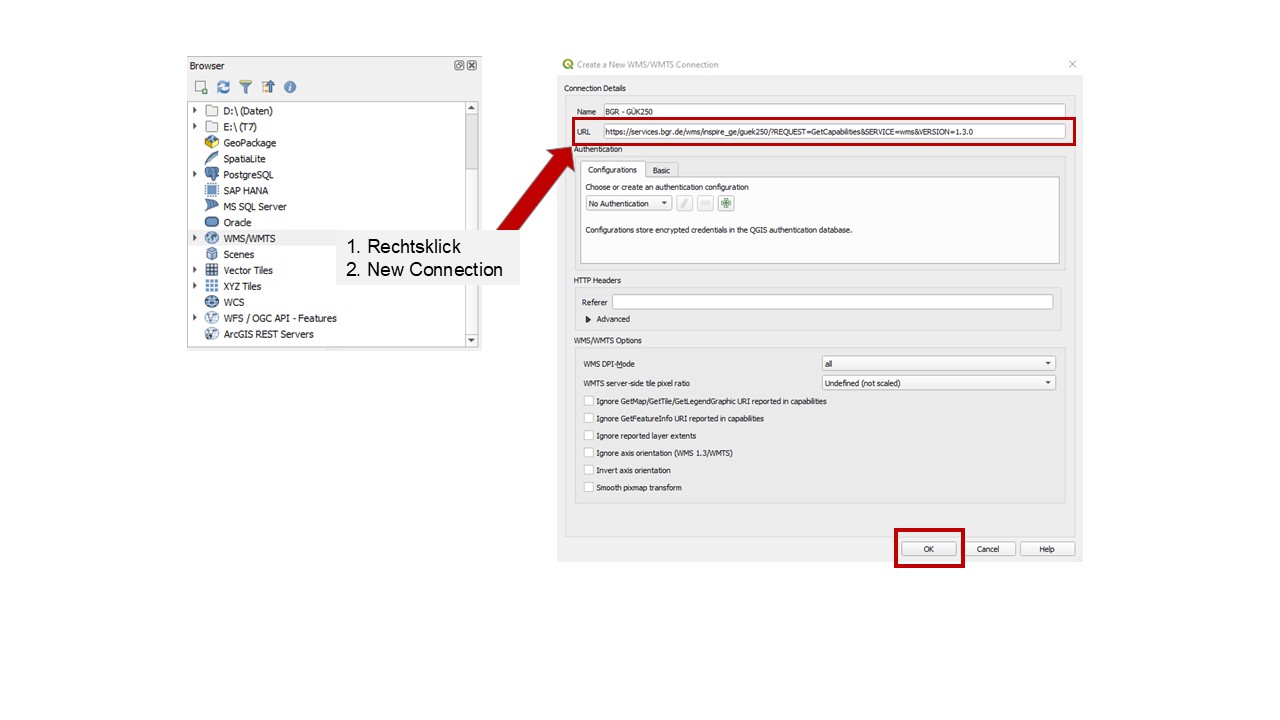 Browser
D:\ (Daten)
E:\ (T7)
GeoPackage
SpatiaLite
PostgreSQL
SAP HANA
MS SQL Server
Oracle
WMS/WMTS
Scenes
Vector Tiles
XYZ Tiles
WCS
WFS / OGC API - Features
ArcGIS REST Servers
1. Rechtsklick
2. New Connection
Create a New WMS/WMTS Connection
Connection Details
Name BGR - GÜK250
URL https://services.bgr.de/wms/inspire_ge/guek250/?REQUEST=GetCapabilities&SERVICE=wms&VERSION=1.3.0
Authentication
Configurations Basic
Choose or create an authentication configuration
No Authentication
Configurations store encrypted credentials in the QGIS authentication database.
HTTP Headers
Referer
Advanced
WMS/WMTS Options
WMS DPI-Mode all
WMTS server-side tile pixel ratio Undefined (not scaled)
Ignore GetMap/GetTile/GetLegendGraphic URI reported in capabilities
Ignore GetFeatureInfo URI reported in capabilities
Ignore reported layer extents
Ignore axis orientation (WMS 1.3/WMTS)
Invert axis orientation
Smooth pixmap transform
OK Cancel Help